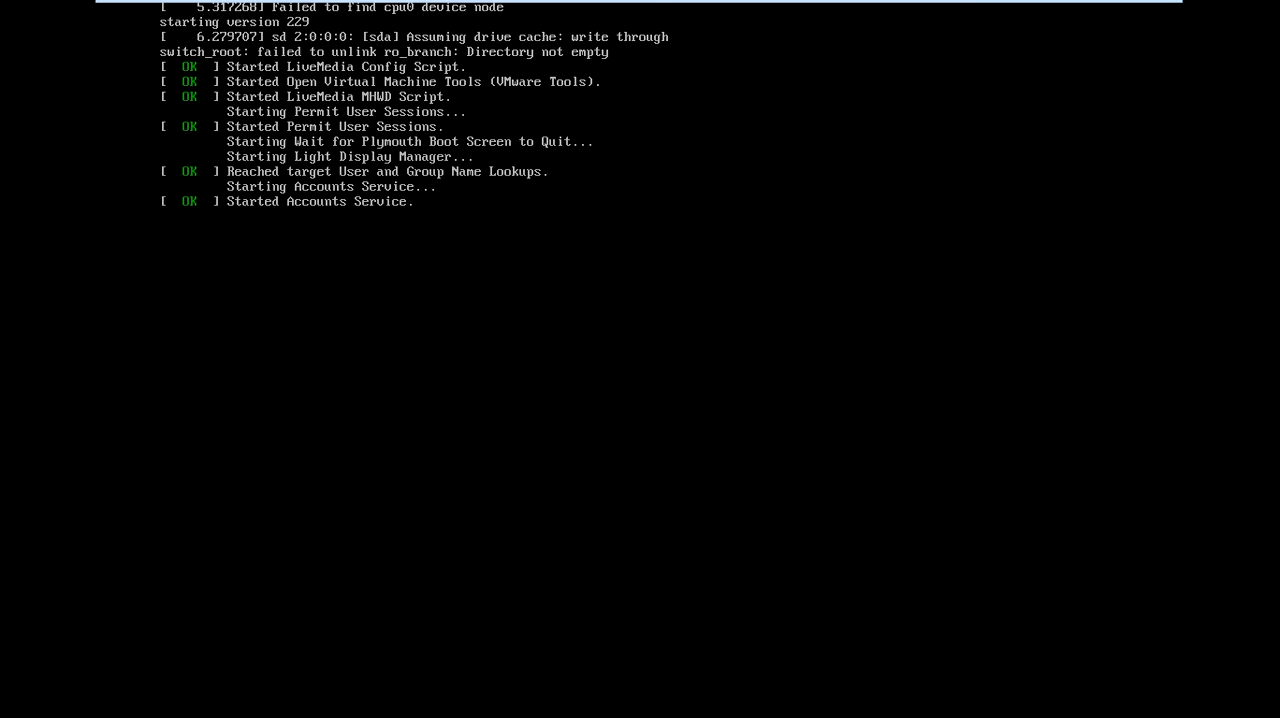 [    5.317268] Failed to find cpu0 device node
starting version 229
[    6.279707] sd 2:0:0:0: [sda] Assuming drive cache: write through
switch_root: failed to unlink ro_branch: Directory not empty
[  OK  ] Started LiveMedia Config Script.
[  OK  ] Started Open Virtual Machine Tools (VMware Tools).
[  OK  ] Started LiveMedia MHWD Script.
         Starting Permit User Sessions...
[  OK  ] Started Permit User Sessions.
         Starting Wait for Plymouth Boot Screen to Quit...
         Starting Light Display Manager...
[  OK  ] Reached target User and Group Name Lookups.
         Starting Accounts Service...
[  OK  ] Started Accounts Service.